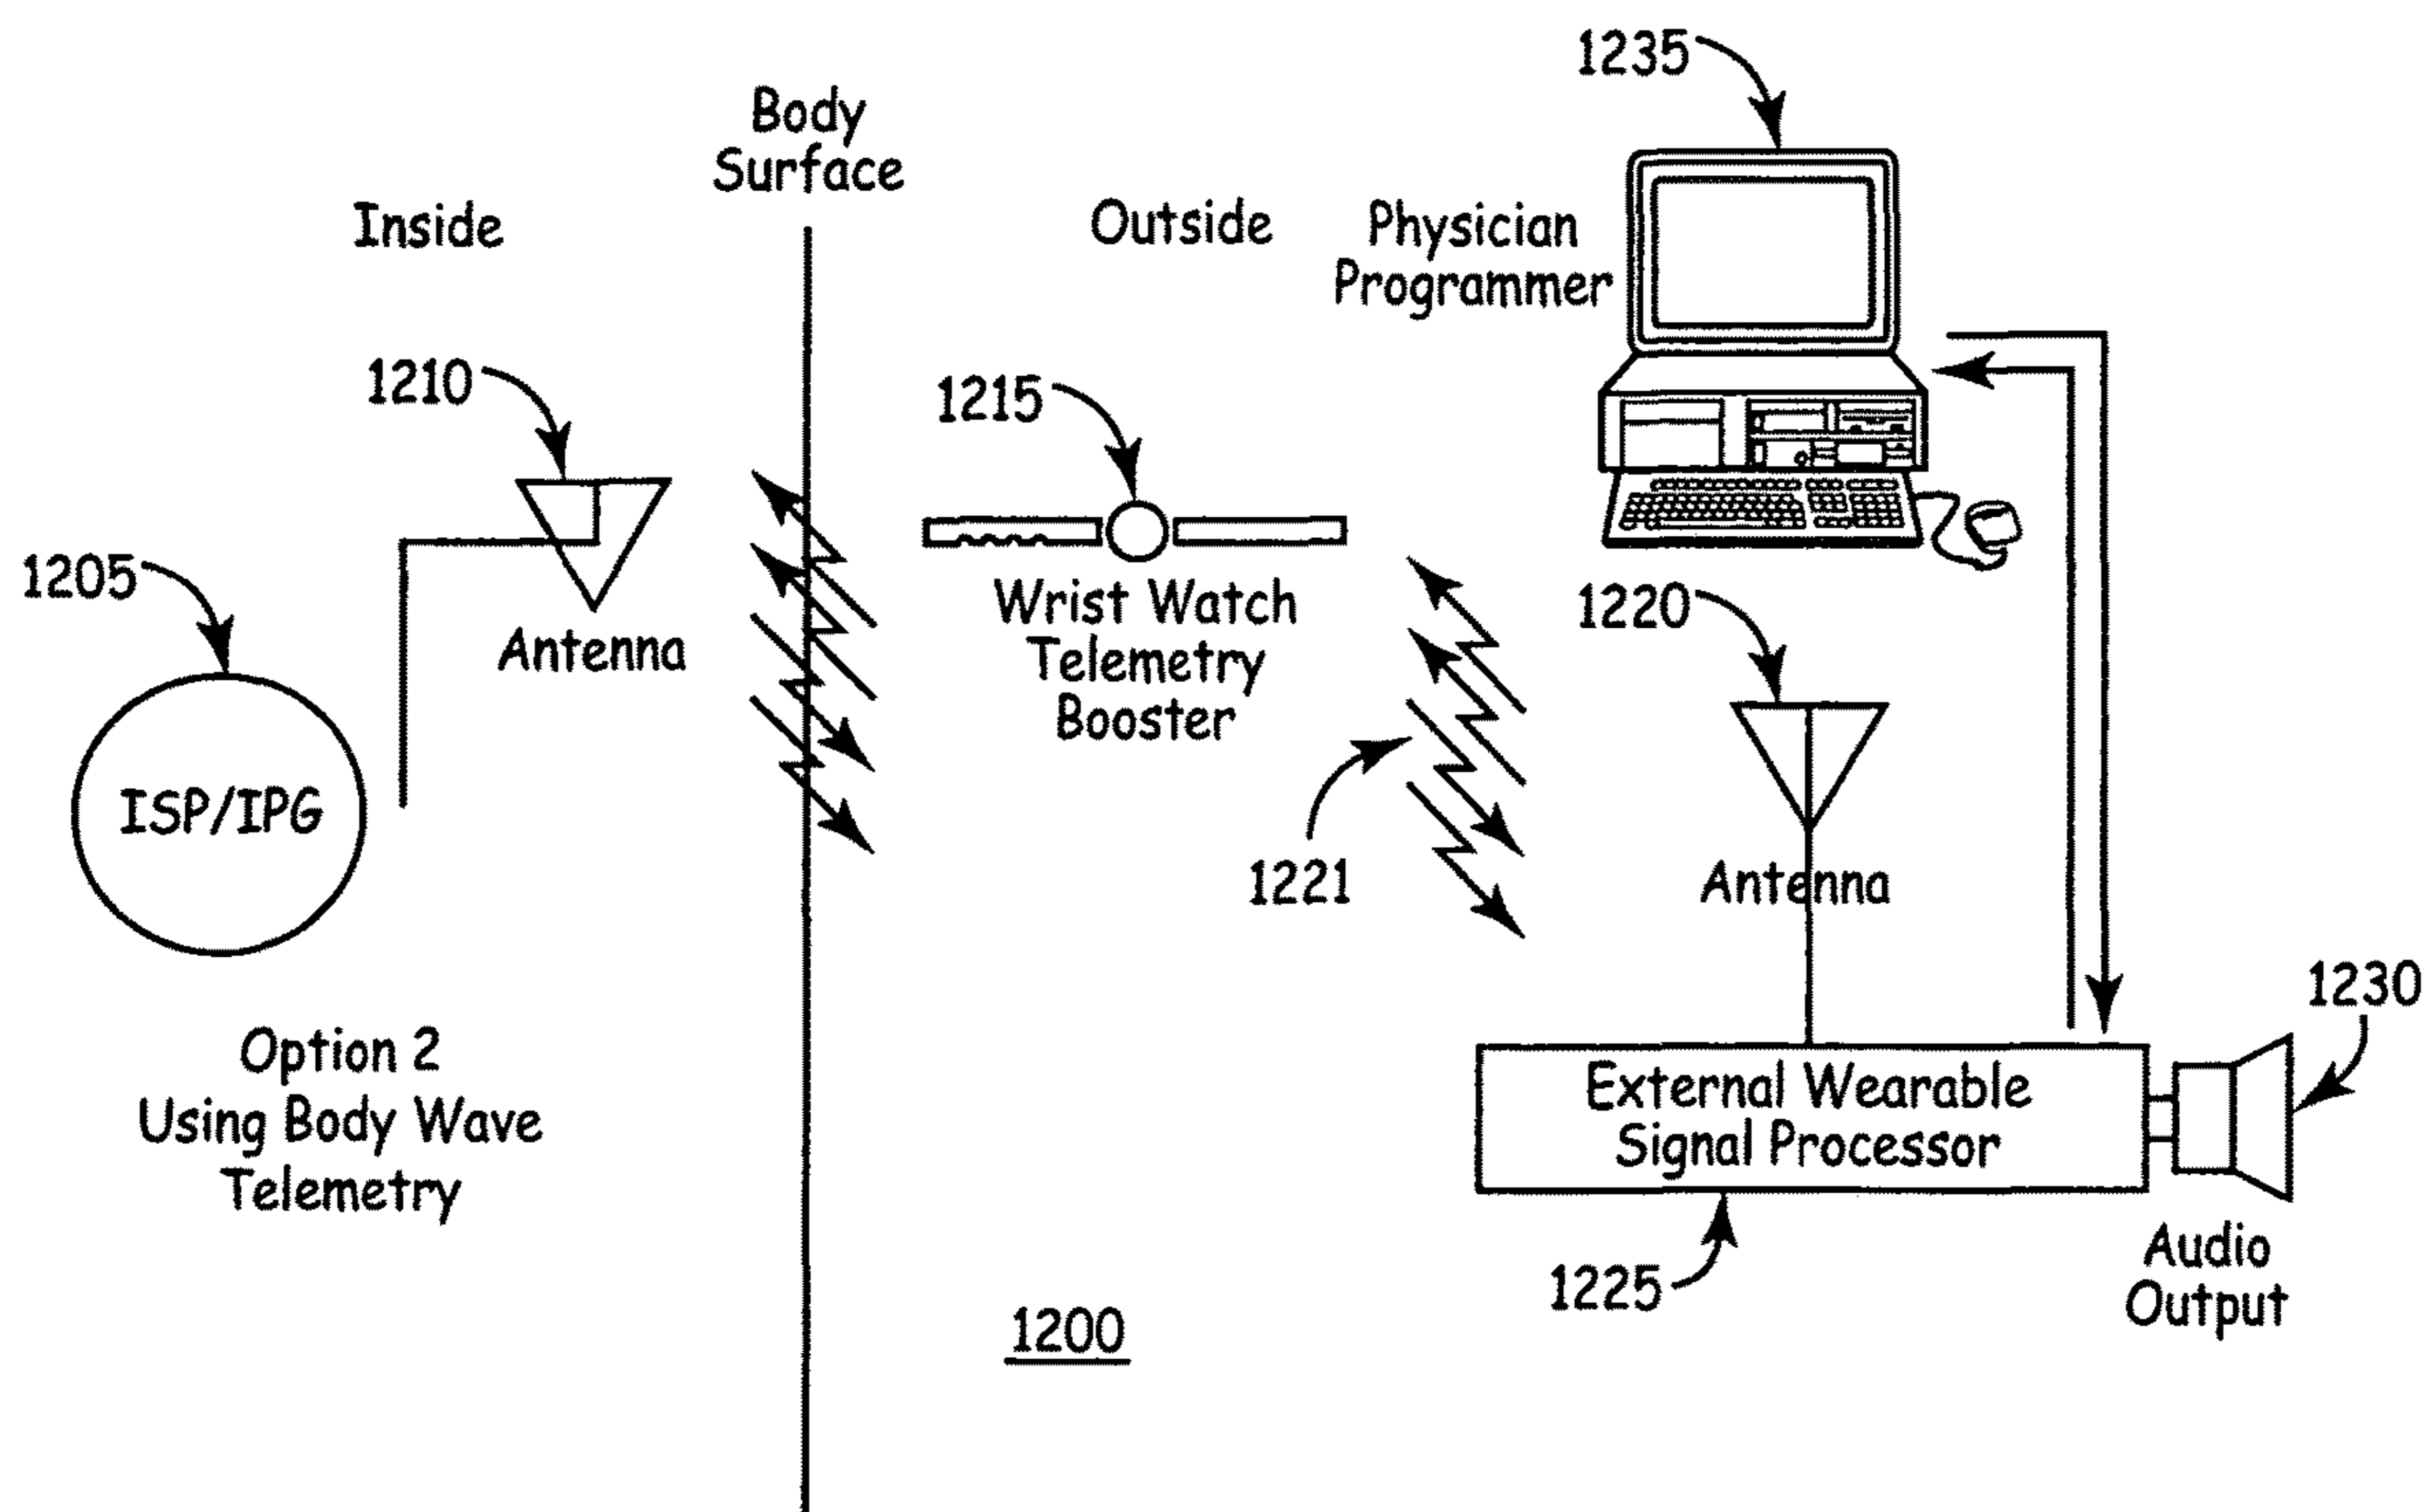 1235
Body
Surface
Inside
Outside
Physician
Programmer
1210
1215
1205
Antenna
Wrist Watch
Telemetry
Booster
1220
ISP/IPG
1221
Antenna
1230
Option 2
Using Body Wave
Telemetry
External Wearable
Signal Processor
1225
Audio
Output
1200